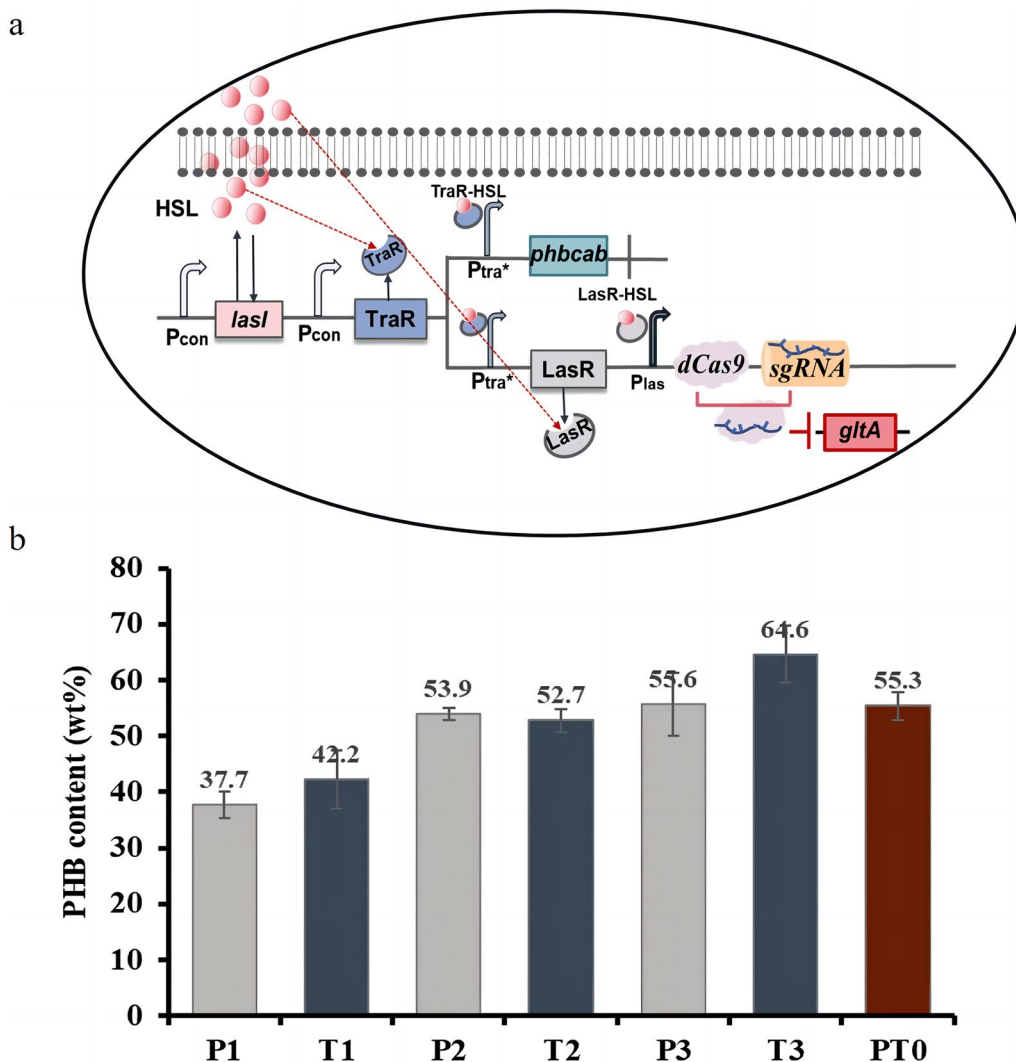 a
TraR-HSL
HSL
TraR
Ptra*
phbcab
LasR-HSL
Pcon
lasI
Pcon
TraR
Ptra*
LasR
Plas
dCas9
sgRNA
LasR
gltA
b
PHB content (wt%)
80
70
60
50
40
30
20
10
0
37.7
42.2
53.9
52.7
55.6
64.6
55.3
P1 T1 P2 T2 P3 T3 PT0